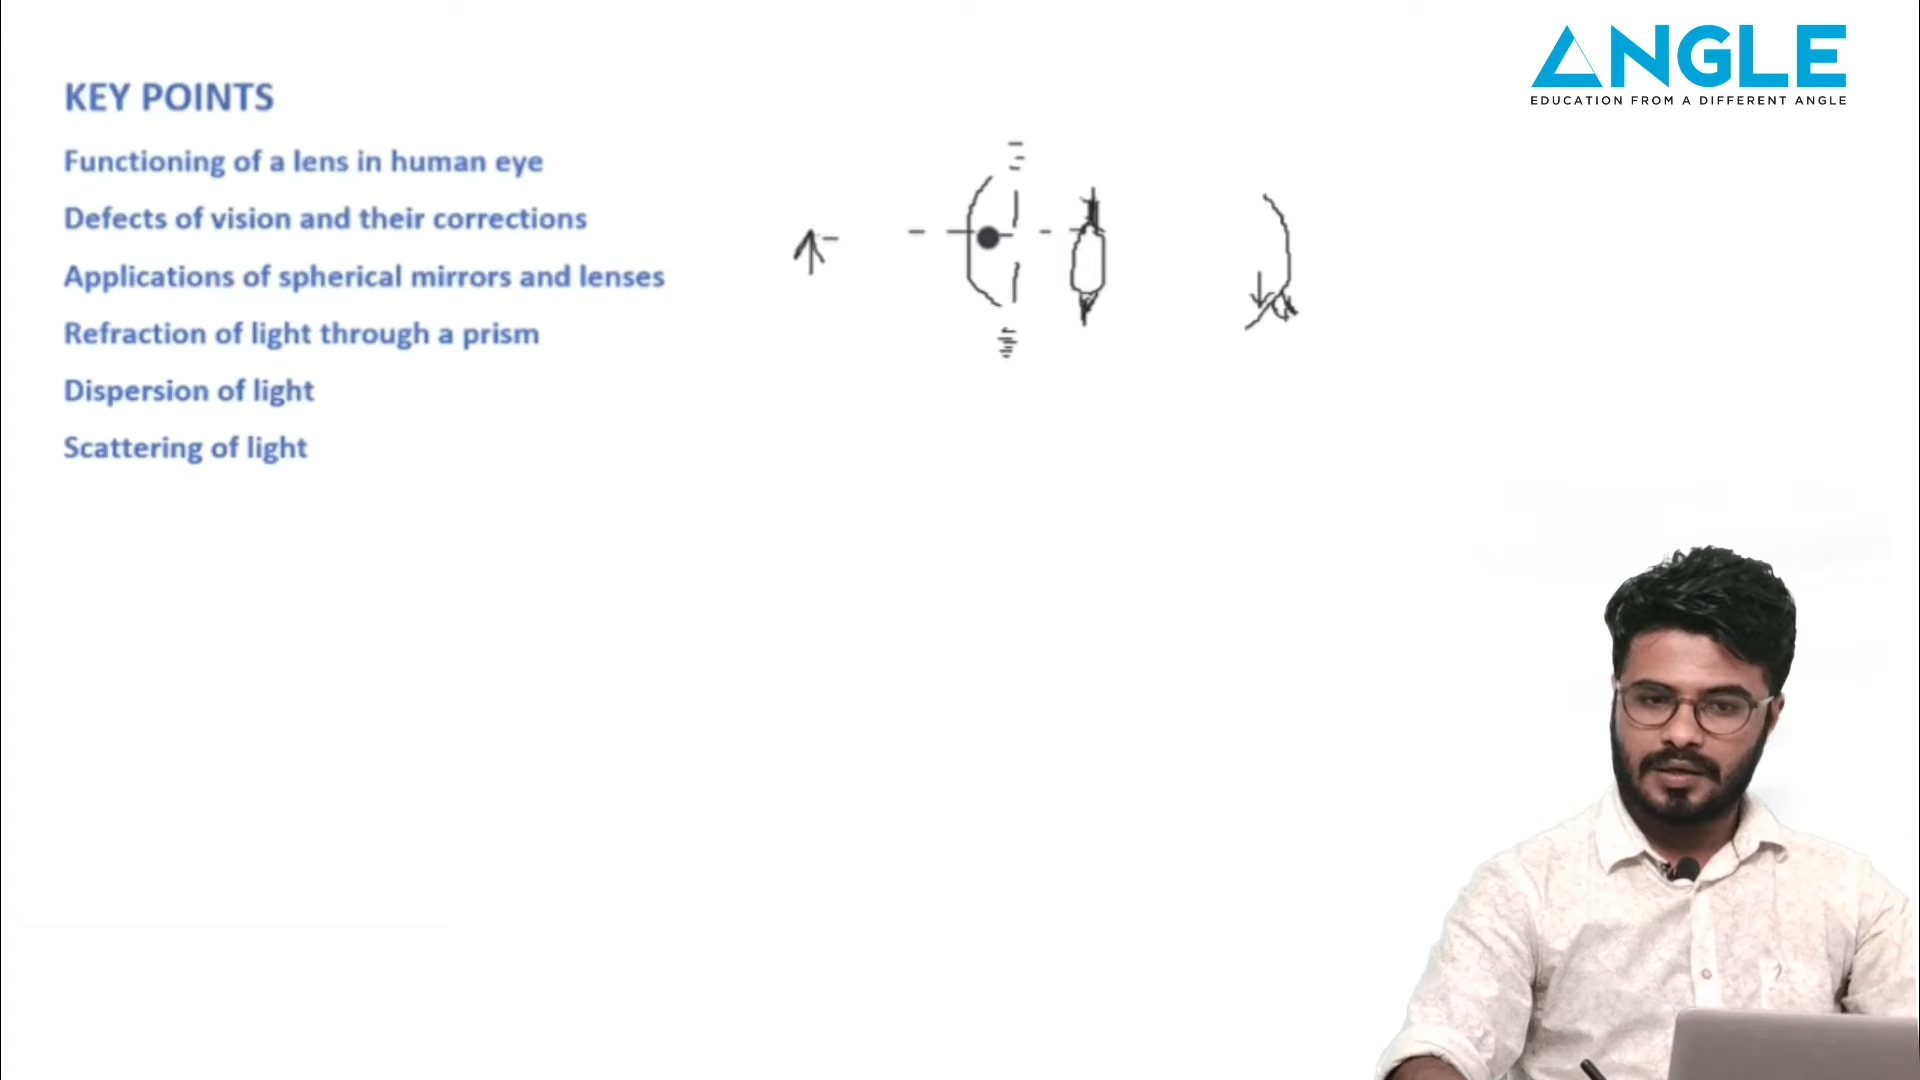 ANGLE
EDUCATION FROM A DIFFERENT ANGLE
KEY POINTS
Functioning of a lens in human eye
Defects of vision and their corrections
Applications of spherical mirrors and lenses
Refraction of light through a prism
Dispersion of light
Scattering of light